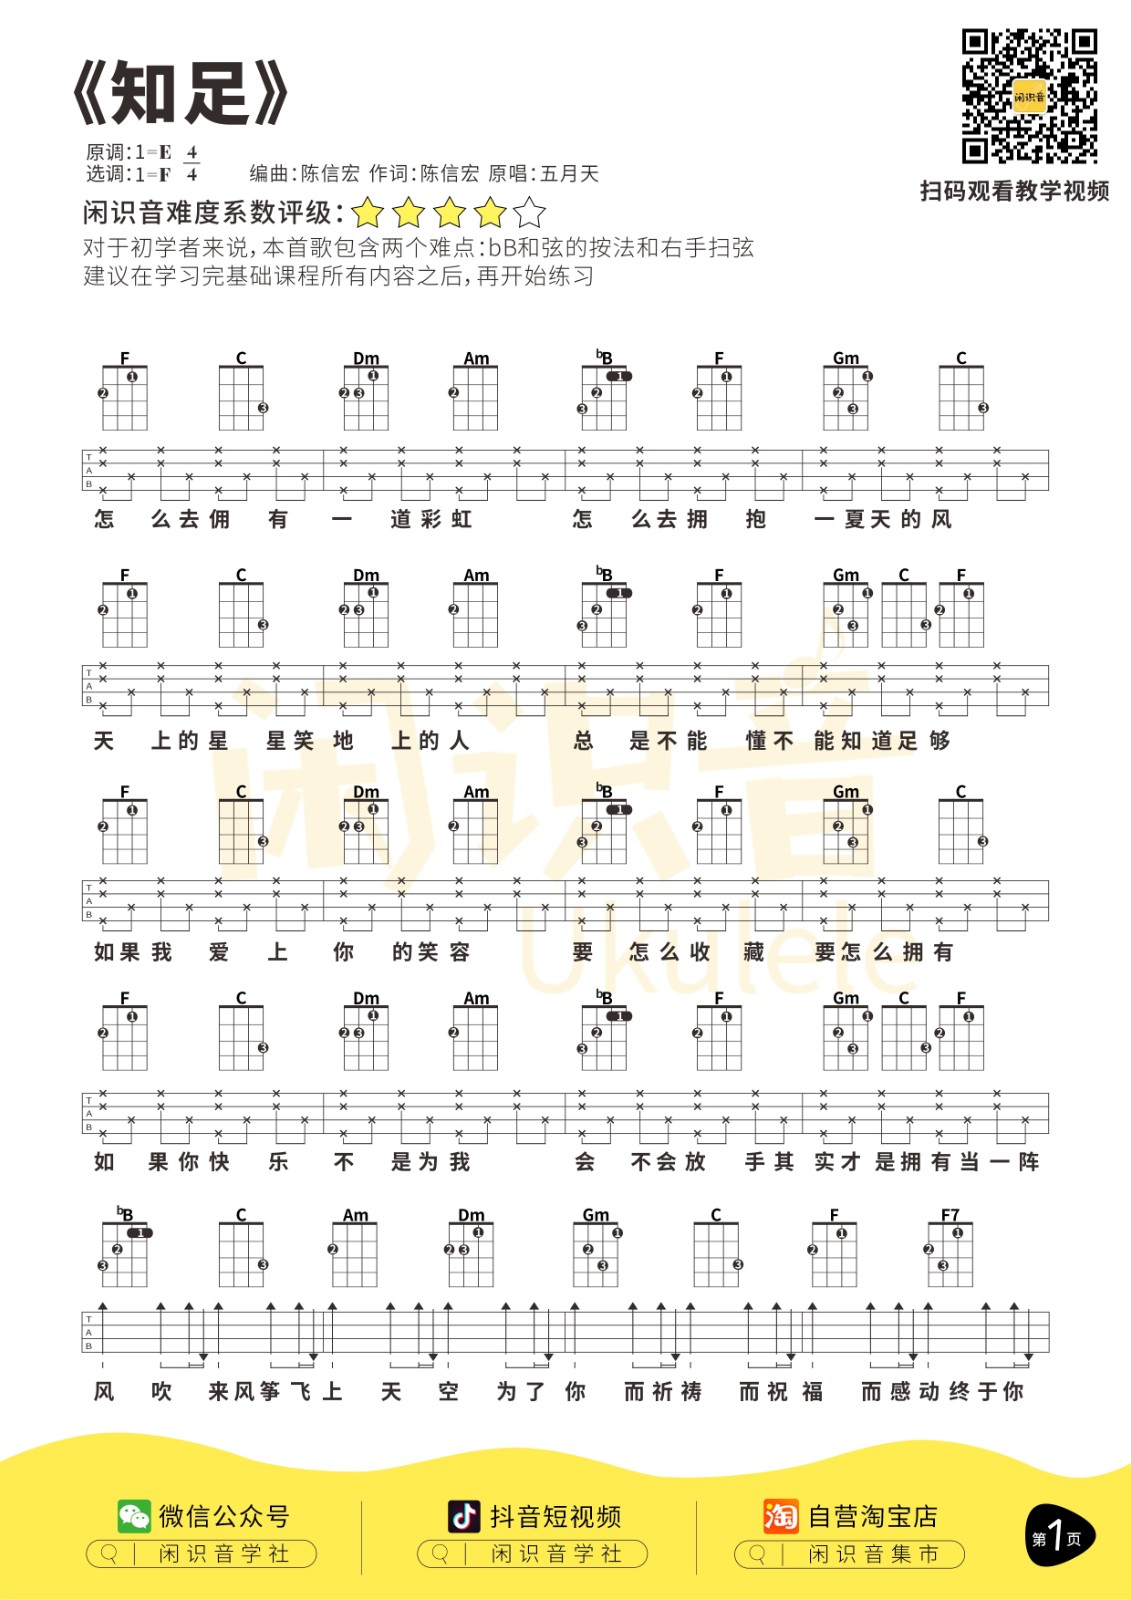 《知足》
闲识音
扫码观看教学视频
原调:1=E 4/4
选调:1=F
编曲:陈信宏 作词:陈信宏 原唱:五月天
闲识音难度系数评级:
对于初学者来说,本首歌包含两个难点:bB和弦的按法和右手扫弦
建议在学习完基础课程所有内容之后,再开始练习
F C Dm Am bB F Gm C
TAB
怎 么去佣 有 一 道彩虹 怎 么去拥 抱 一夏天的风
F C Dm Am bB F Gm C F
TAB
天 上的星 星笑地 上的人 总 是不能 懂不 能知道足够
闲识音
F C Dm Am bB F Gm C
TAB
如果我 爱 上 你 的笑容 要 怎么收 藏 要怎么拥有
Ukulele
F C Dm Am bB F Gm C F
TAB
如 果你快 乐 不 是为我 会 不会放 手其 实才是拥有当一阵
bB C Am Dm Gm C F F7
TAB
风 吹 来风筝飞上 天 空 为了你 而祈祷 而祝福 而感动终于你
微信公众号 抖音短视频 自营淘宝店
闲识音学社 闲识音学社 闲识音集市
第1页